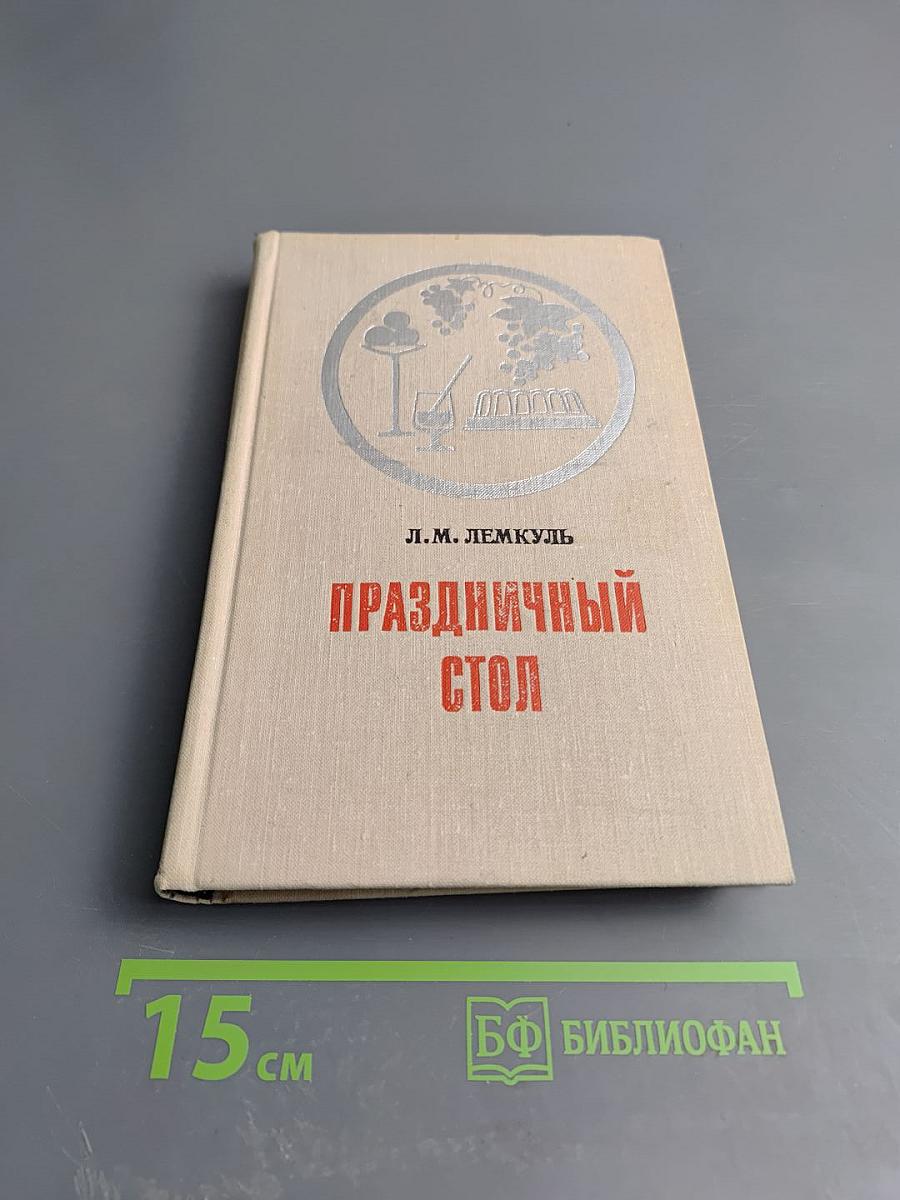 Л. М. ЛЕМКУЛЬ
ПРАЗДНИЧНЫЙ
СТОЛ
15 см
БФ БИБЛИОФАН